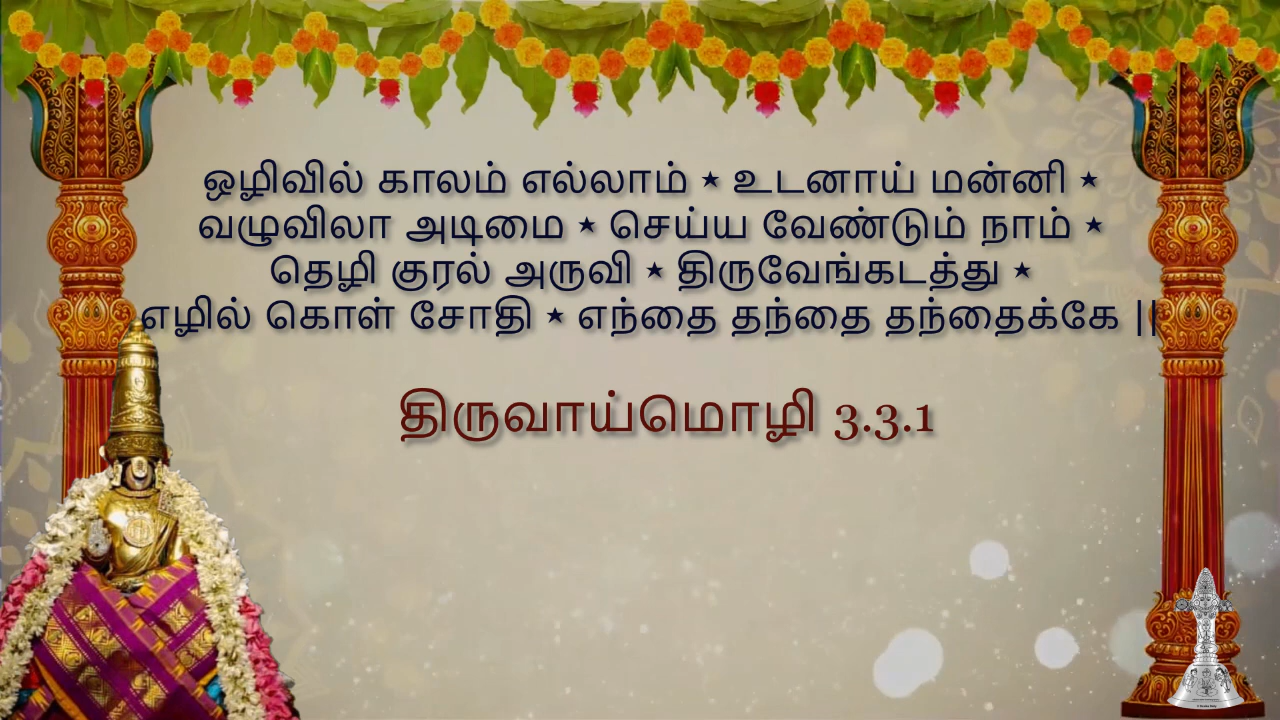 ஒழிவில் காலம் எல்லாம் ⋆ உடனாய் மன்னி ⋆
வழுவிலா அடிமை ⋆ செய்ய வேண்டும் நாம் ⋆
தெழி குரல் அருவி ⋆ திருவேங்கடத்து ⋆
எழில் கொள் சோதி ⋆ எந்தை தந்தை தந்தைக்கே ||
திருவாய்மொழி 3.3.1